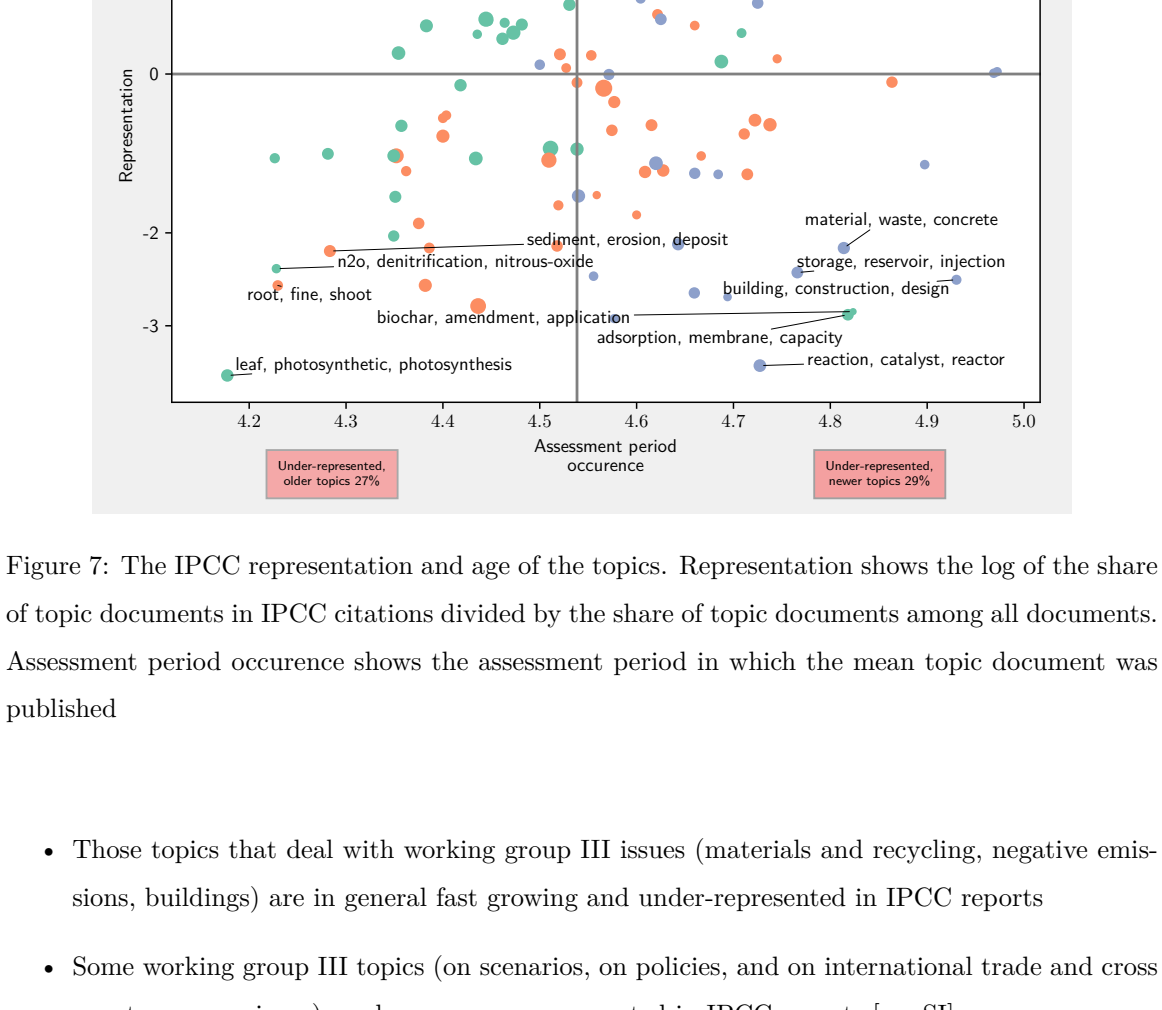 0
Representation
-2
-3
material, waste, concrete
sediment, erosion, deposit
n2o, denitrification, nitrous-oxide
storage, reservoir, injection
root, fine, shoot
building, construction, design
biochar, amendment, application
adsorption, membrane, capacity
leaf, photosynthetic, photosynthesis
reaction, catalyst, reactor
4.2 4.3 4.4 4.5 4.6 4.7 4.8 4.9 5.0
Assessment period
occurence
Under-represented,
older topics 27%
Under-represented,
newer topics 29%
Figure 7: The IPCC representation and age of the topics. Representation shows the log of the share
of topic documents in IPCC citations divided by the share of topic documents among all documents.
Assessment period occurence shows the assessment period in which the mean topic document was
published
• Those topics that deal with working group III issues (materials and recycling, negative emis-
sions, buildings) are in general fast growing and under-represented in IPCC reports
• Some working group III topics (on scenarios, on policies, and on international trade and cross